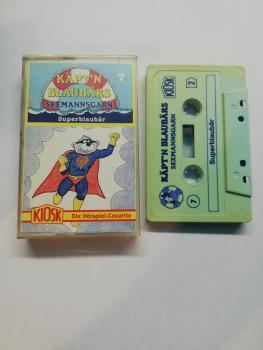 KÄPT'N
BLAUBÄRS
SEEMANNSGARN
7
Superblaubär
KIOSK
Die Hörspiel-Cassette
KIOSK
2
KÄPT'N BLAUBÄRS
SEEMANNSGARN
Superblaubär
7